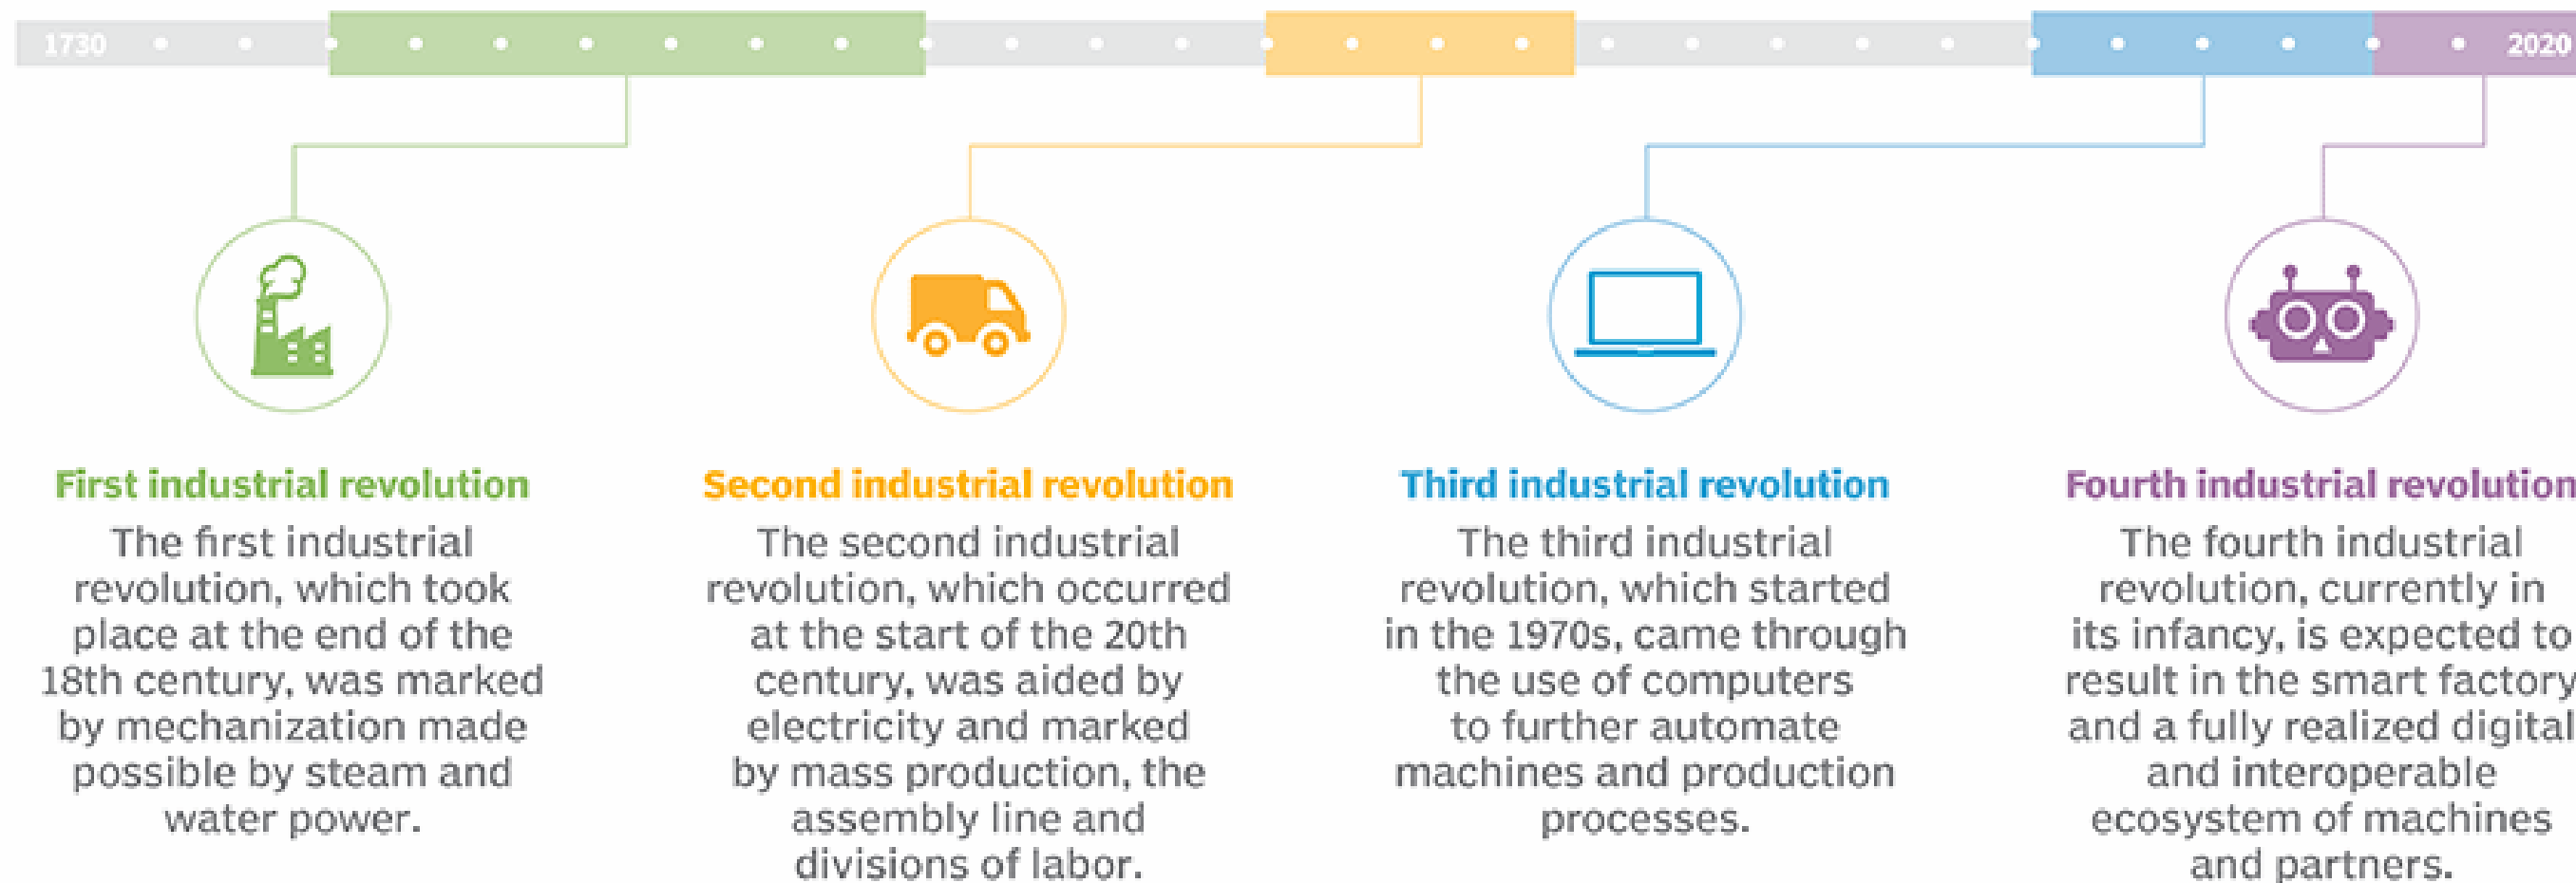 1730
2020
First industrial revolution
The first industrial
revolution, which took
place at the end of the
18th century, was marked
by mechanization made
possible by steam and
water power.
Second industrial revolution
The second industrial
revolution, which occurred
at the start of the 20th
century, was aided by
electricity and marked
by mass production, the
assembly line and
divisions of labor.
Third industrial revolution
The third industrial
revolution, which started
in the 1970s, came through
the use of computers
to further automate
machines and production
processes.
Fourth industrial revolution
The fourth industrial
revolution, currently in
its infancy, is expected to
result in the smart factory
and a fully realized digital
and interoperable
ecosystem of machines
and partners.